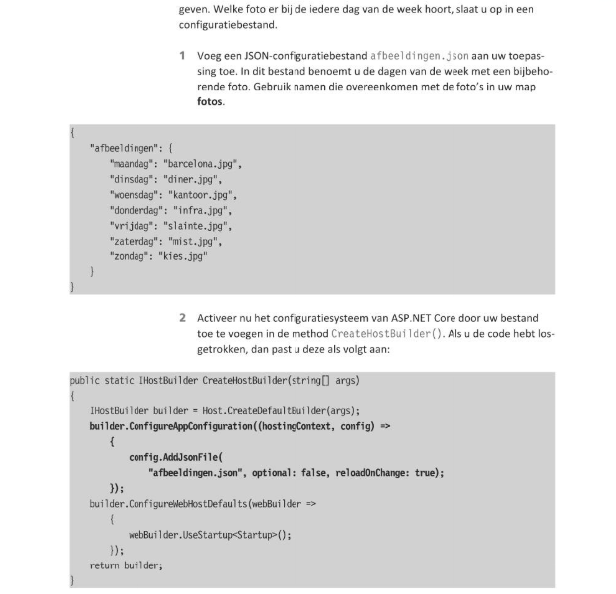 geven. Welke foto er bij de iedere dag van de week hoort, slaat u op in een
configuratiebestand.
1 Voeg een JSON-configuratiebestand afbeeldingen.json aan uw toepas-
sing toe. In dit bestand benoemt u de dagen van de week met een bijbeho-
rende foto. Gebruik namen die overeenkomen met de foto's in uw map
fotos.
{
"afbeeldingen": {
"maandag": "barcelona.jpg",
"dinsdag": "diner.jpg",
"woensdag": "kantoor.jpg",
"donderdag": "infra.jpg",
"vrijdag": "slainte.jpg",
"zaterdag": "mist.jpg",
"zondag": "kies.jpg"
}
}
2 Activeer nu het configuratiesysteem van ASP.NET Core door uw bestand
toe te voegen in de method CreateHostBuilder(). Als u de code hebt los-
getrokken, dan past u deze als volgt aan:
public static IHostBuilder CreateHostBuilder(string[] args)
{
IHostBuilder builder = Host.CreateDefaultBuilder(args);
builder.ConfigureAppConfiguration((hostingContext, config) =>
{
config.AddJsonFile(
"afbeeldingen.json", optional: false, reloadOnChange: true);
});
builder.ConfigureWebHostDefaults(webBuilder =>
{
webBuilder.UseStartup<Startup>();
});
return builder;
}